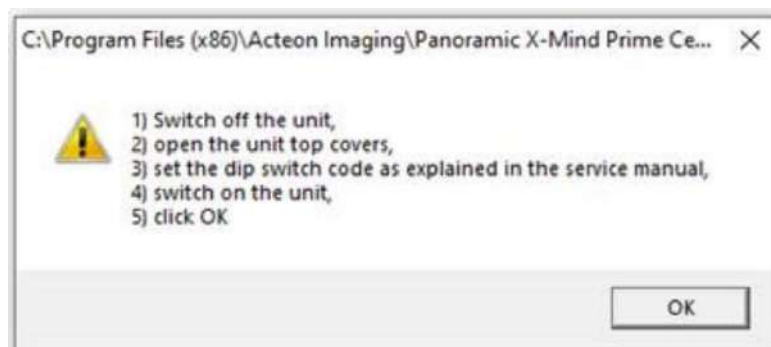 C:\Program Files (x86)\Acteon Imaging\Panoramic X-Mind Prime Ce...
1) Switch off the unit,
2) open the unit top covers,
3) set the dip switch code as explained in the service manual,
4) switch on the unit,
5) click OK
OK